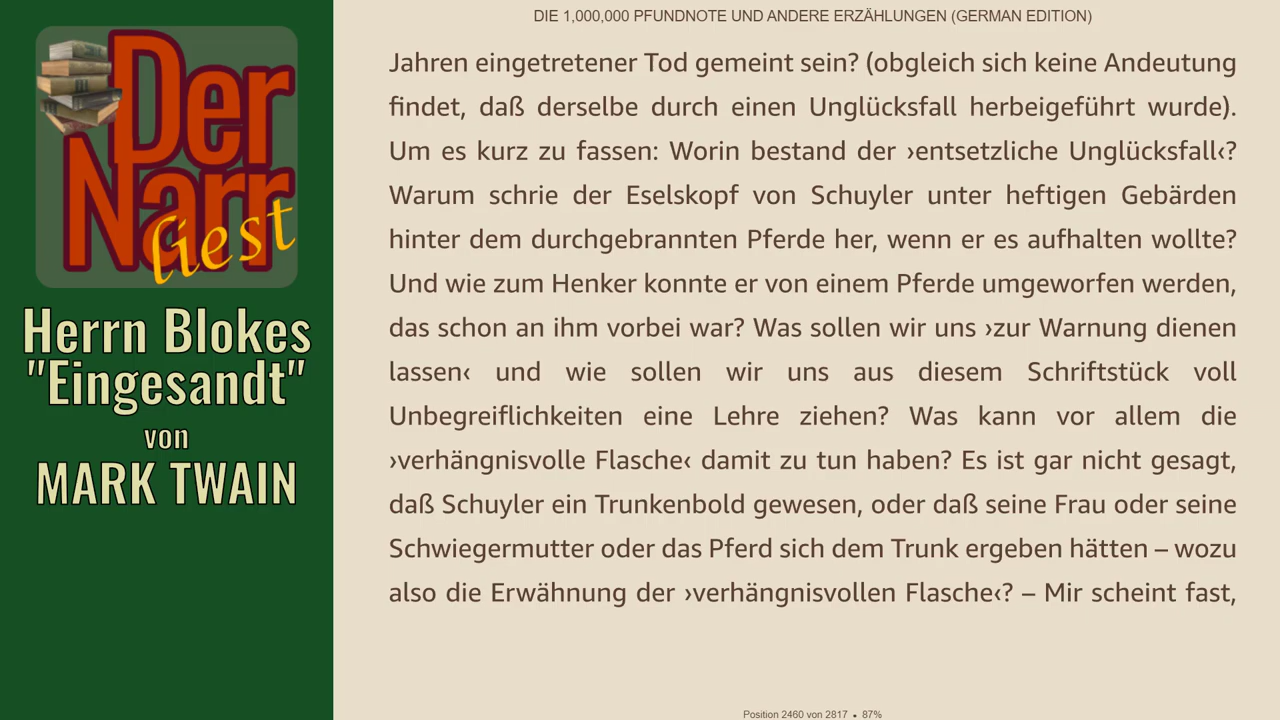 Der
Narr
liest
Herrn Blokes
"Eingesandt"
von
MARK TWAIN
DIE 1,000,000 PFUNDNOTE UND ANDERE ERZÄHLUNGEN (GERMAN EDITION)
Jahren eingetretener Tod gemeint sein? (obgleich sich keine Andeutung
findet, daß derselbe durch einen Unglücksfall herbeigeführt wurde).
Um es kurz zu fassen: Worin bestand der ›entsetzliche Unglücksfall‹?
Warum schrie der Eselskopf von Schuyler unter heftigen Gebärden
hinter dem durchgebrannten Pferde her, wenn er es aufhalten wollte?
Und wie zum Henker konnte er von einem Pferde umgeworfen werden,
das schon an ihm vorbei war? Was sollen wir uns ›zur Warnung dienen
lassen‹ und wie sollen wir uns aus diesem Schriftstück voll
Unbegreiflichkeiten eine Lehre ziehen? Was kann vor allem die
›verhängnisvolle Flasche‹ damit zu tun haben? Es ist gar nicht gesagt,
daß Schuyler ein Trunkenbold gewesen, oder daß seine Frau oder seine
Schwiegermutter oder das Pferd sich dem Trunk ergeben hätten – wozu
also die Erwähnung der ›verhängnisvollen Flasche‹? – Mir scheint fast,
Position 2460 von 2817 • 87%